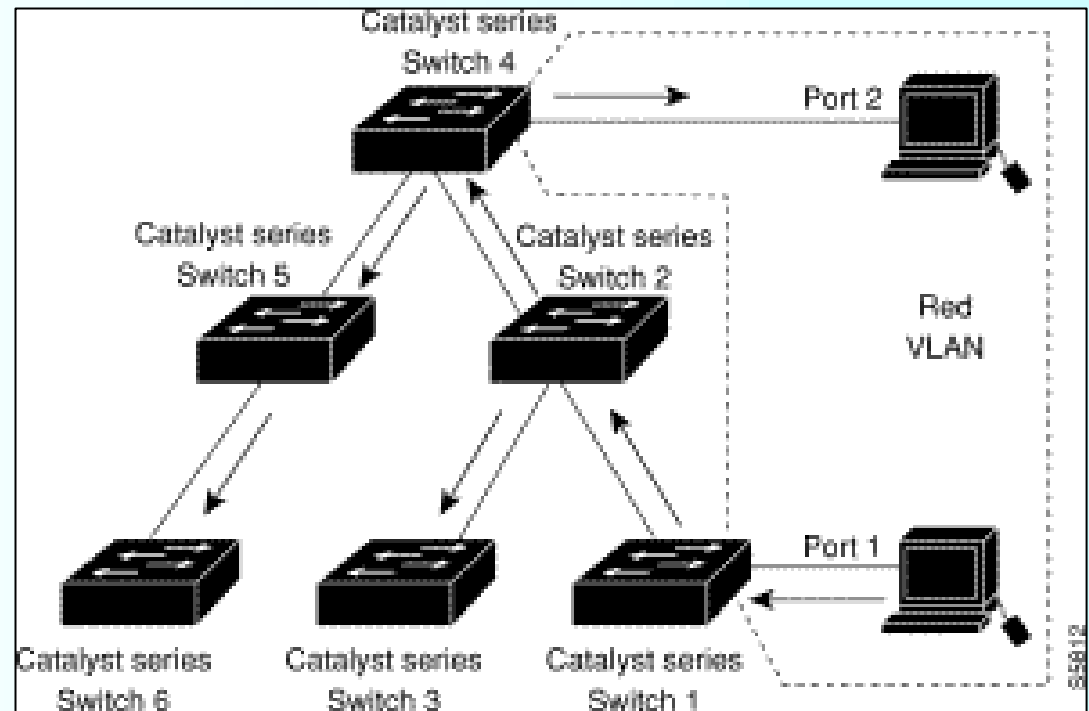 Catalyst series
Switch 4
Port 2
Catalyst series
Switch 5
Catalyst series
Switch 2
Red
VLAN
Port 1
Catalyst series
Switch 6
Catalyst series
Switch 3
Catalyst series
Switch 1
S5812